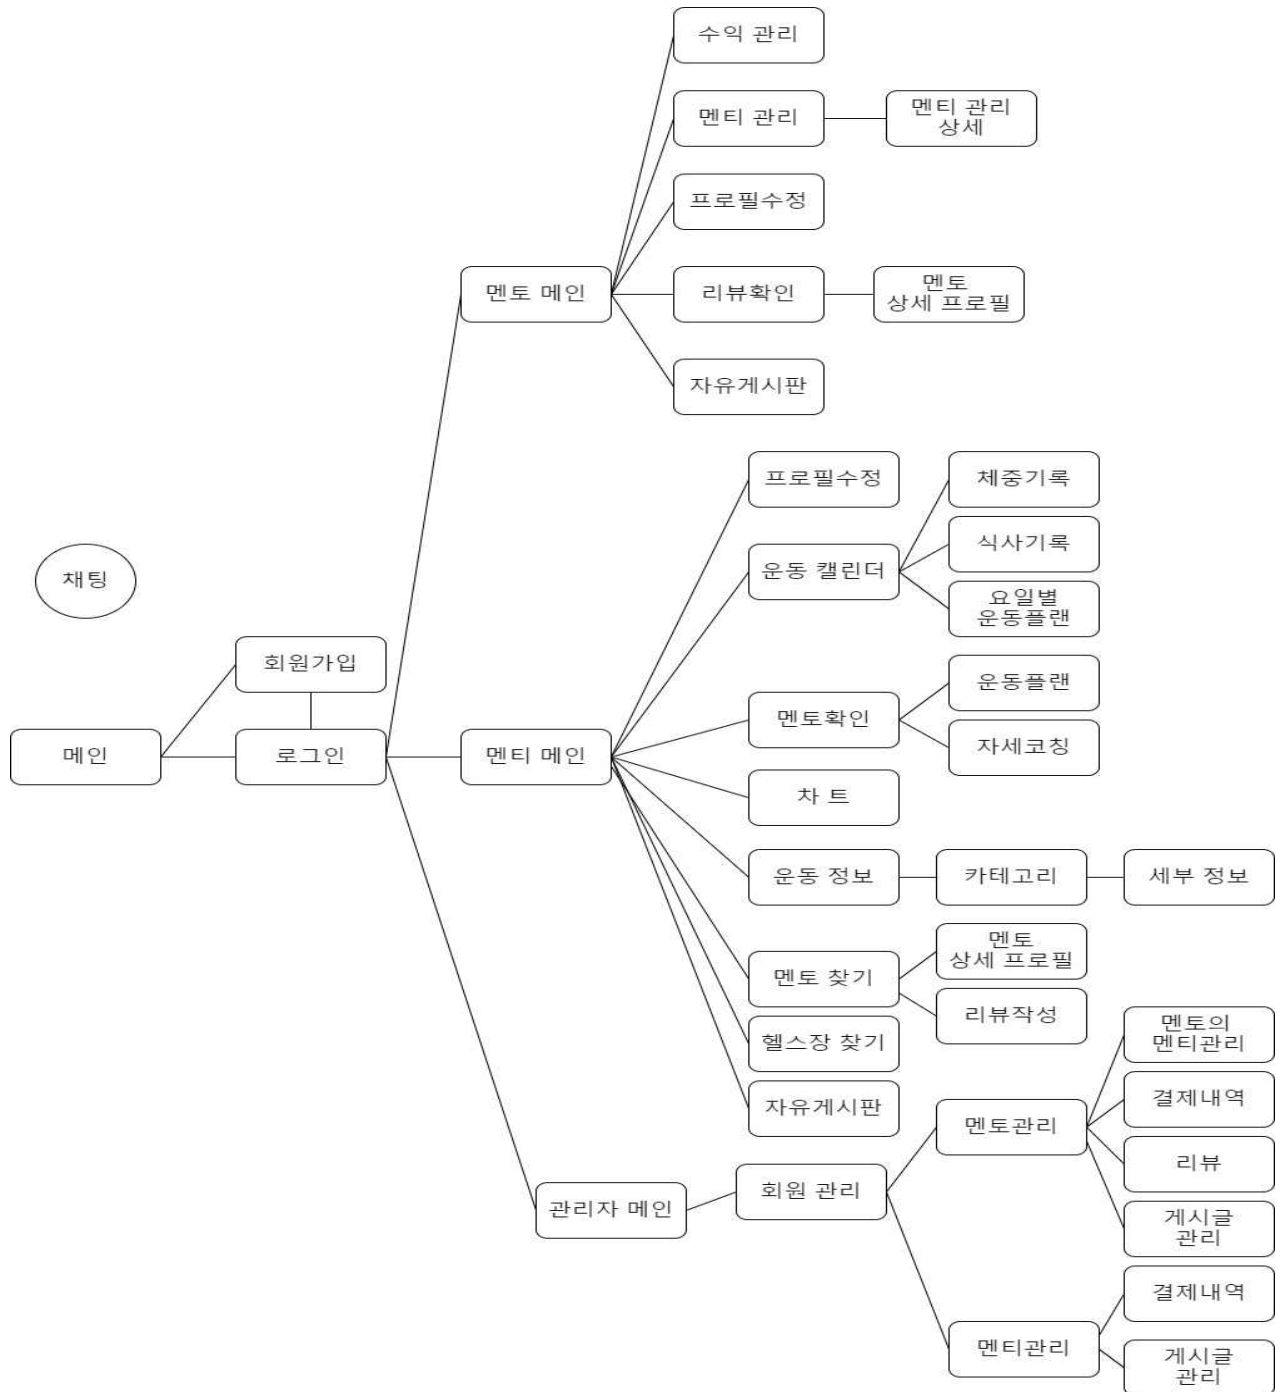 수익 관리
멘티 관리
멘티 관리
상세
프로필수정
멘토 메인
리뷰확인
멘토
상세 프로필
자유게시판
프로필수정
체중기록
식사기록
운동 캘린더
요일별
운동플랜
채팅
회원가입
운동플랜
멘토확인
자세코칭
메인
로그인
멘티 메인
차 트
운동 정보
카테고리
세부 정보
멘토
상세 프로필
멘토 찾기
리뷰작성
헬스장 찾기
자유게시판
멘토의
멘티관리
결제내역
멘토관리
리뷰
게시글
관리
관리자 메인
회원 관리
결제내역
멘티관리
게시글
관리